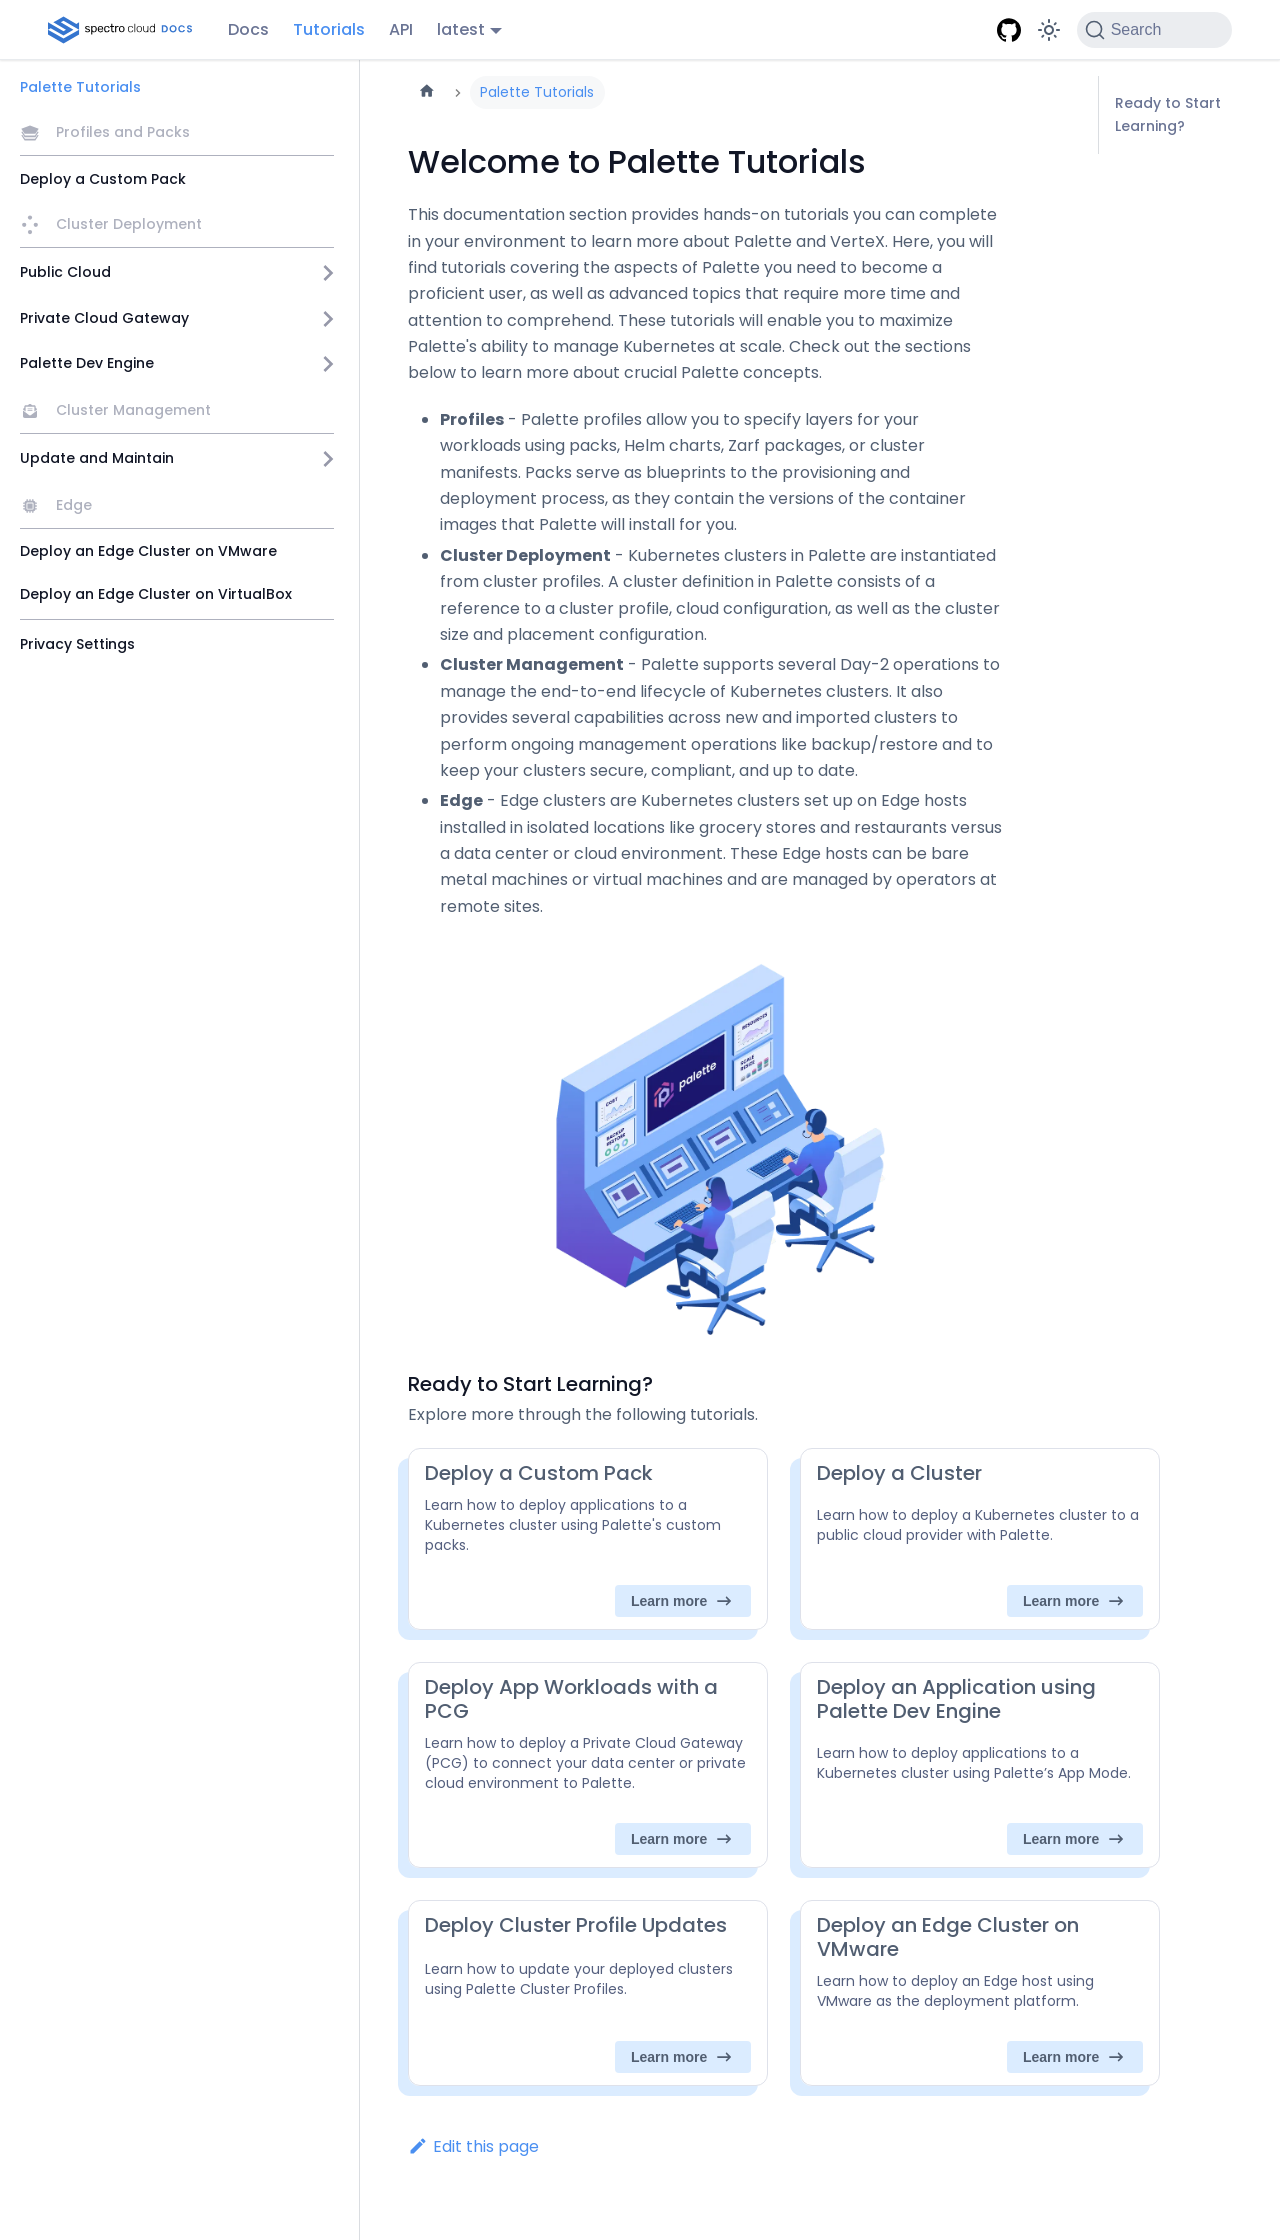 spectro cloud DOCS
Docs
Tutorials
API
latest
Search
Palette Tutorials
Profiles and Packs
Deploy a Custom Pack
Cluster Deployment
Public Cloud
Private Cloud Gateway
Palette Dev Engine
Cluster Management
Update and Maintain
Edge
Deploy an Edge Cluster on VMware
Deploy an Edge Cluster on VirtualBox
Privacy Settings
Palette Tutorials
Ready to Start
Learning?
Welcome to Palette Tutorials
This documentation section provides hands-on tutorials you can complete
in your environment to learn more about Palette and VerteX. Here, you will
find tutorials covering the aspects of Palette you need to become a
proficient user, as well as advanced topics that require more time and
attention to comprehend. These tutorials will enable you to maximize
Palette's ability to manage Kubernetes at scale. Check out the sections
below to learn more about crucial Palette concepts.
• Profiles - Palette profiles allow you to specify layers for your
workloads using packs, Helm charts, Zarf packages, or cluster
manifests. Packs serve as blueprints to the provisioning and
deployment process, as they contain the versions of the container
images that Palette will install for you.
• Cluster Deployment - Kubernetes clusters in Palette are instantiated
from cluster profiles. A cluster definition in Palette consists of a
reference to a cluster profile, cloud configuration, as well as the cluster
size and placement configuration.
• Cluster Management - Palette supports several Day-2 operations to
manage the end-to-end lifecycle of Kubernetes clusters. It also
provides several capabilities across new and imported clusters to
perform ongoing management operations like backup/restore and to
keep your clusters secure, compliant, and up to date.
• Edge - Edge clusters are Kubernetes clusters set up on Edge hosts
installed in isolated locations like grocery stores and restaurants versus
a data center or cloud environment. These Edge hosts can be bare
metal machines or virtual machines and are managed by operators at
remote sites.
RESOURCES
palette
COST
BACKUP
RESTORE
Ready to Start Learning?
Explore more through the following tutorials.
Deploy a Custom Pack
Learn how to deploy applications to a
Kubernetes cluster using Palette's custom
packs.
Learn more
Deploy a Cluster
Learn how to deploy a Kubernetes cluster to a
public cloud provider with Palette.
Learn more
Deploy App Workloads with a
PCG
Learn how to deploy a Private Cloud Gateway
(PCG) to connect your data center or private
cloud environment to Palette.
Learn more
Deploy an Application using
Palette Dev Engine
Learn how to deploy applications to a
Kubernetes cluster using Palette’s App Mode.
Learn more
Deploy Cluster Profile Updates
Learn how to update your deployed clusters
using Palette Cluster Profiles.
Learn more
Deploy an Edge Cluster on
VMware
Learn how to deploy an Edge host using
VMware as the deployment platform.
Learn more
Edit this page